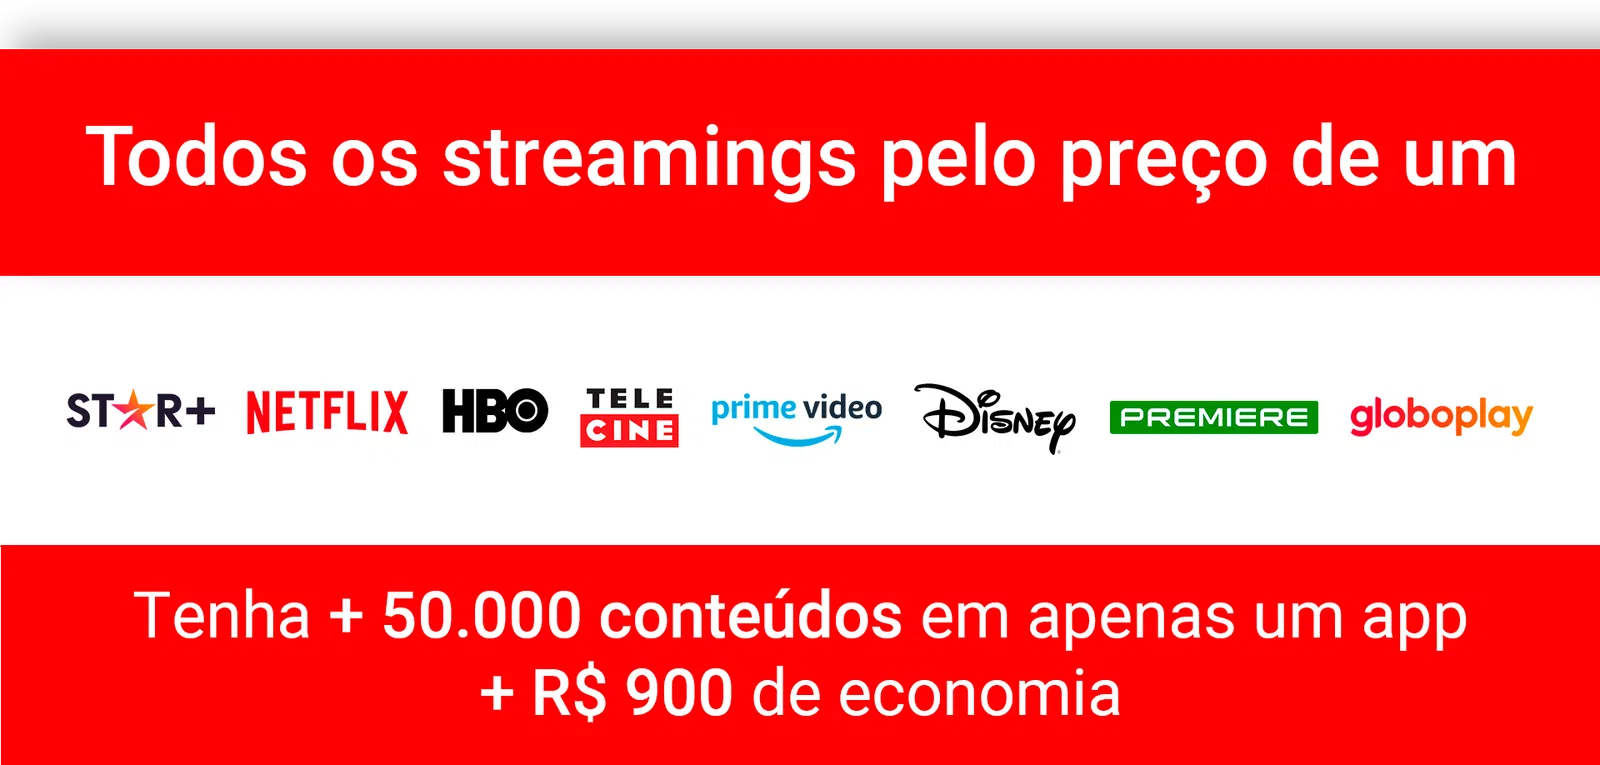 Todos os streamings pelo preço de um
ST★R+ NETFLIX HBO TELE CINE prime video Disney PREMIERE globoplay
Tenha + 50.000 conteúdos em apenas um app
+ R$ 900 de economia